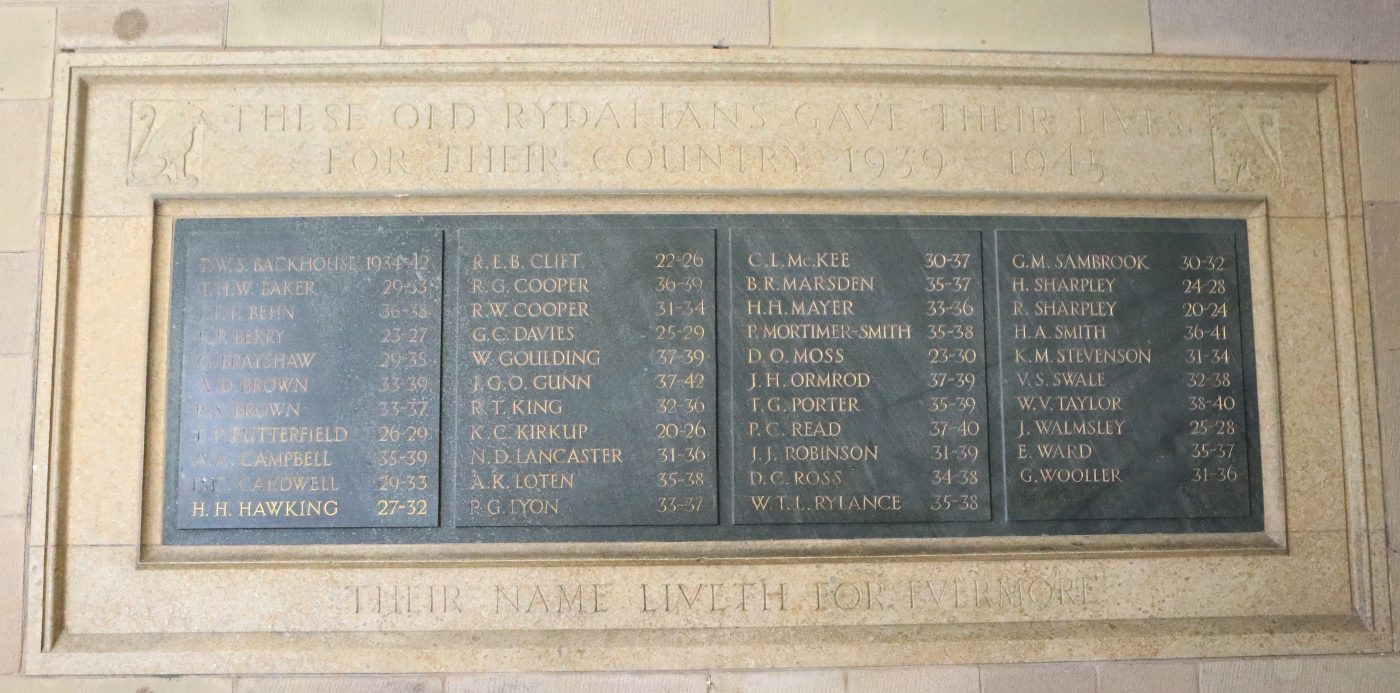 THESE OLD RYDALIANS GAVE THEIR LIVES
FOR THEIR COUNTRY 1939 1945
BACKHOUSE 1934-42
BAKER 29-33
BEHN 36-38
BERRY 23-27
G. BRAYSHAW 29-35
A.D. BROWN 33-39
BROWN 33-37
BUTTERFIELD 26-29
A.A. CAMPBELL 35-39
CARDWELL 29-33
H.H. HAWKING 27-32
R.E.B. CLIFT 22-26
R.G. COOPER 36-39
R.W. COOPER 31-34
G.C. DAVIES 25-29
W. GOULDING 37-39
J.G.O. GUNN 37-42
R.T. KING 32-36
K.C. KIRKUP 20-26
N.D. LANCASTER 31-36
A.K. LOTEN 35-38
P.G. LYON 33-37
C.L. Mc.KEE 30-37
B.R. MARSDEN 35-37
H.H. MAYER 33-36
P. MORTIMER-SMITH 35-38
D.O. MOSS 23-30
J.H. ORMROD 37-39
T.G. PORTER 35-39
P.C. READ 37-40
J.J. ROBINSON 31-39
D.C. ROSS 34-38
W.T.L. RYLANCE 35-38
G.M. SAMBROOK 30-32
H. SHARPLEY 24-28
R. SHARPLEY 20-24
H.A. SMITH 36-41
K.M. STEVENSON 31-34
V.S. SWALE 32-38
W.V. TAYLOR 38-40
J. WALMSLEY 25-28
E. WARD 35-37
G. WOOLLER 31-36
THEIR NAME LIVETH FOR EVERMORE